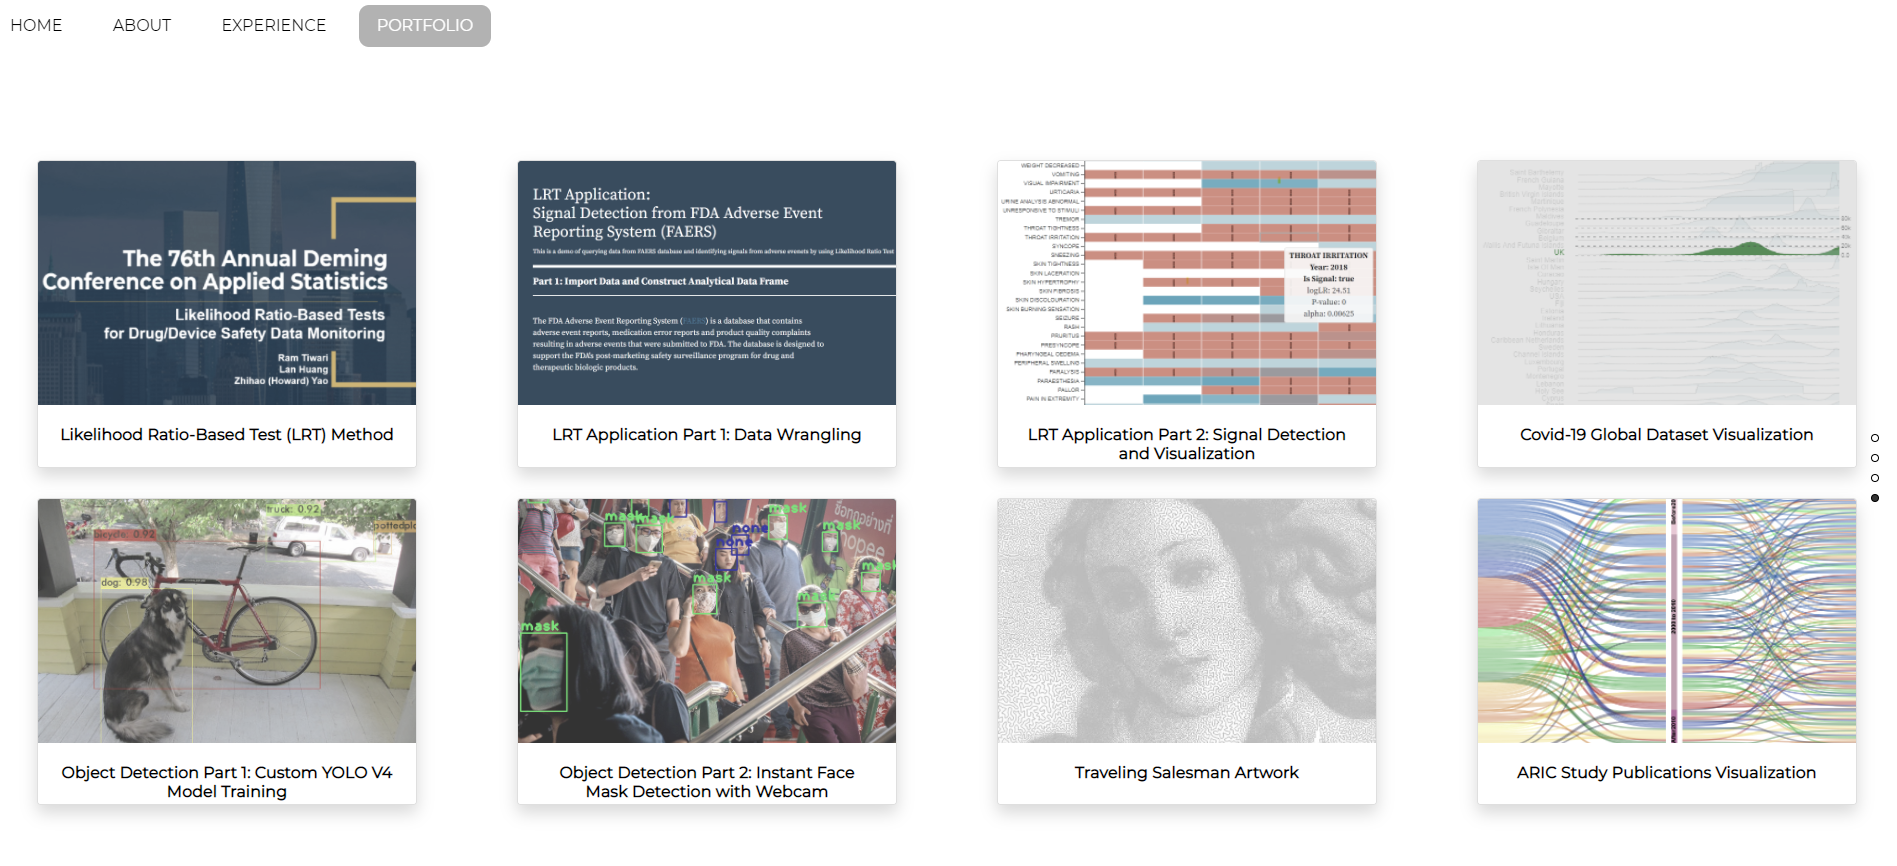 HOME
ABOUT
EXPERIENCE
PORTFOLIO
The 76th Annual Deming
Conference on Applied Statistics
Likelihood Ratio-Based Tests
for Drug/Device Safety Data Monitoring
Ram Tiwari
Lan Huang
Zhihao (Howard) Yao
Likelihood Ratio-Based Test (LRT) Method
LRT Application:
Signal Detection from FDA Adverse Event
Reporting System (FAERS)
This is a demo of querying data from FAERS database and identifying signals from adverse events by using Likelihood Ratio Test
Part 1: Import Data and Construct Analytical Data Frame
The FDA Adverse Event Reporting System (FAERS) is a database that contains
adverse event reports, medication error reports and product quality complaints
resulting in adverse events that were submitted to FDA. The database is designed to
support the FDA's post-marketing safety surveillance program for drug and
therapeutic biologic products.
LRT Application Part 1: Data Wrangling
WEIGHT DECREASED
VOMITING
VISUAL IMPAIRMENT
URTICARIA
URINE ANALYSIS ABNORMAL
UNRESPONSIVE TO STIMULI
TREMOR
THROAT TIGHTNESS
THROAT IRRITATION
SYNCOPE
SNEEZING
SKIN TIGHTNESS
SKIN LACERATION
SKIN HYPERTROPHY
SKIN FIBROSIS
SKIN DISCOLOURATION
SKIN BURNING SENSATION
SEIZURE
RASH
PRURITUS
PRESYNCOPE
PHARYNGEAL OEDEMA
PERIPHERAL SWELLING
PARALYSIS
PARAESTHESIA
PALLOR
PAIN IN EXTREMITY
THROAT IRRITATION
Year: 2018
Is Signal: true
logLR: 24.51
P-value: 0
alpha: 0.00625
LRT Application Part 2: Signal Detection
and Visualization
UK
Covid-19 Global Dataset Visualization
truck: 0.92
bicycle: 0.92
dog: 0.98
Object Detection Part 1: Custom YOLO V4
Model Training
mask
mask
mask
mask
none
none
mask
mask
mask
mask
Object Detection Part 2: Instant Face
Mask Detection with Webcam
Traveling Salesman Artwork
ARIC Study Publications Visualization